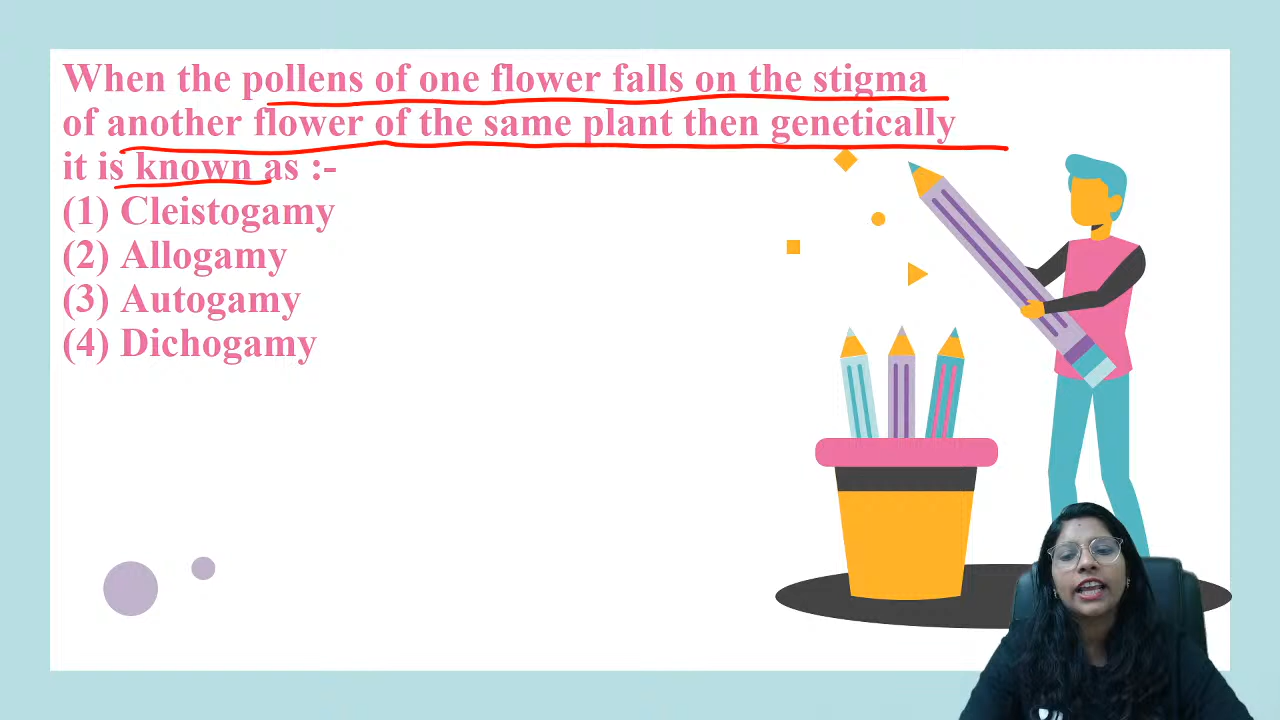 When the pollens of one flower falls on the stigma
of another flower of the same plant then genetically
it is known as :-
(1) Cleistogamy
(2) Allogamy
(3) Autogamy
(4) Dichogamy